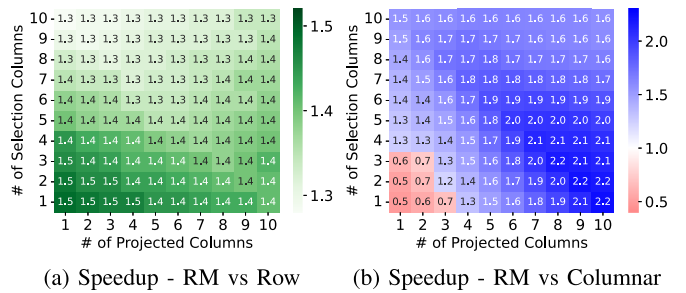 10 1.3 1.3 1.3 1.3 1.3 1.3 1.3 1.3 1.3 1.3
9 1.3 1.3 1.3 1.3 1.3 1.3 1.3 1.3 1.3 1.4
8 1.3 1.3 1.3 1.3 1.3 1.3 1.3 1.3 1.4 1.4
7 1.3 1.4 1.3 1.3 1.3 1.3 1.3 1.3 1.4 1.4
6 1.4 1.4 1.4 1.3 1.3 1.3 1.3 1.4 1.4 1.4
5 1.4 1.4 1.4 1.3 1.3 1.3 1.4 1.4 1.4 1.4
4 1.4 1.4 1.4 1.4 1.4 1.4 1.4 1.4 1.4 1.4
3 1.5 1.4 1.4 1.4 1.4 1.4 1.4 1.4 1.4 1.4
2 1.5 1.5 1.5 1.4 1.4 1.4 1.4 1.4 1.4 1.4
1 1.5 1.5 1.5 1.4 1.4 1.4 1.4 1.4 1.4 1.4
1 2 3 4 5 6 7 8 9 10
# of Selection Columns
# of Projected Columns
1.5
1.4
1.3
(a) Speedup - RM vs Row
10 1.5 1.6 1.6 1.6 1.6 1.6 1.6 1.6 1.6 1.6
9 1.5 1.6 1.6 1.7 1.7 1.7 1.7 1.7 1.6 1.6
8 1.4 1.6 1.6 1.7 1.7 1.8 1.7 1.7 1.7 1.6
7 1.4 1.5 1.6 1.7 1.8 1.8 1.8 1.7 1.7 1.7
6 1.4 1.4 1.6 1.7 1.8 1.9 1.9 1.9 1.9 1.9
5 1.3 1.4 1.5 1.6 1.8 2.0 2.0 2.0 2.0 2.0
4 1.3 1.3 1.4 1.6 1.7 1.9 2.1 2.1 2.1 2.1
3 0.6 0.7 1.3 1.5 1.6 1.8 2.0 2.2 2.1 2.1
2 0.5 0.7 1.2 1.4 1.6 1.8 1.9 2.0 2.2 2.2
1 0.5 0.6 0.7 1.3 1.5 1.6 1.8 1.9 2.1 2.2
1 2 3 4 5 6 7 8 9 10
# of Selection Columns
# of Projected Columns
2.0
1.5
1.0
0.5
(b) Speedup - RM vs Columnar